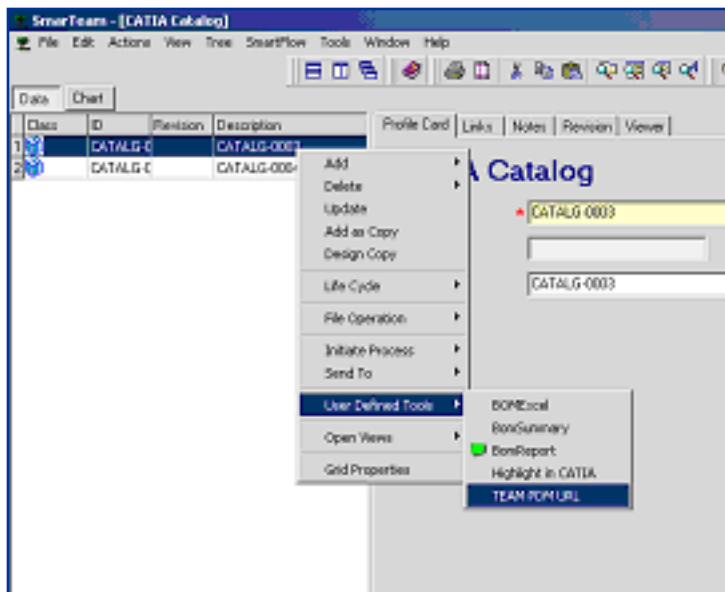 SmarTeam - [CATIA Catalog]
File Edit Actions View Tree SmartFlow Tools Window Help
Data Chart
Class ID Revision Description
Profile Card Links Notes Revision Viewer
1 CATALG-0 CATALG-0003
2 CATALG-0 CATALG-0004
Catalog
* CATALG-0003
CATALG-0003
Add
Delete
Update
Add as Copy
Design Copy
Life Cycle
File Operation
Initiate Process
Send To
User Defined Tools
Open Views
Grid Properties
BOMExcel
BomSummary
BomReport
Highlight in CATIA
TEAM PDM URL